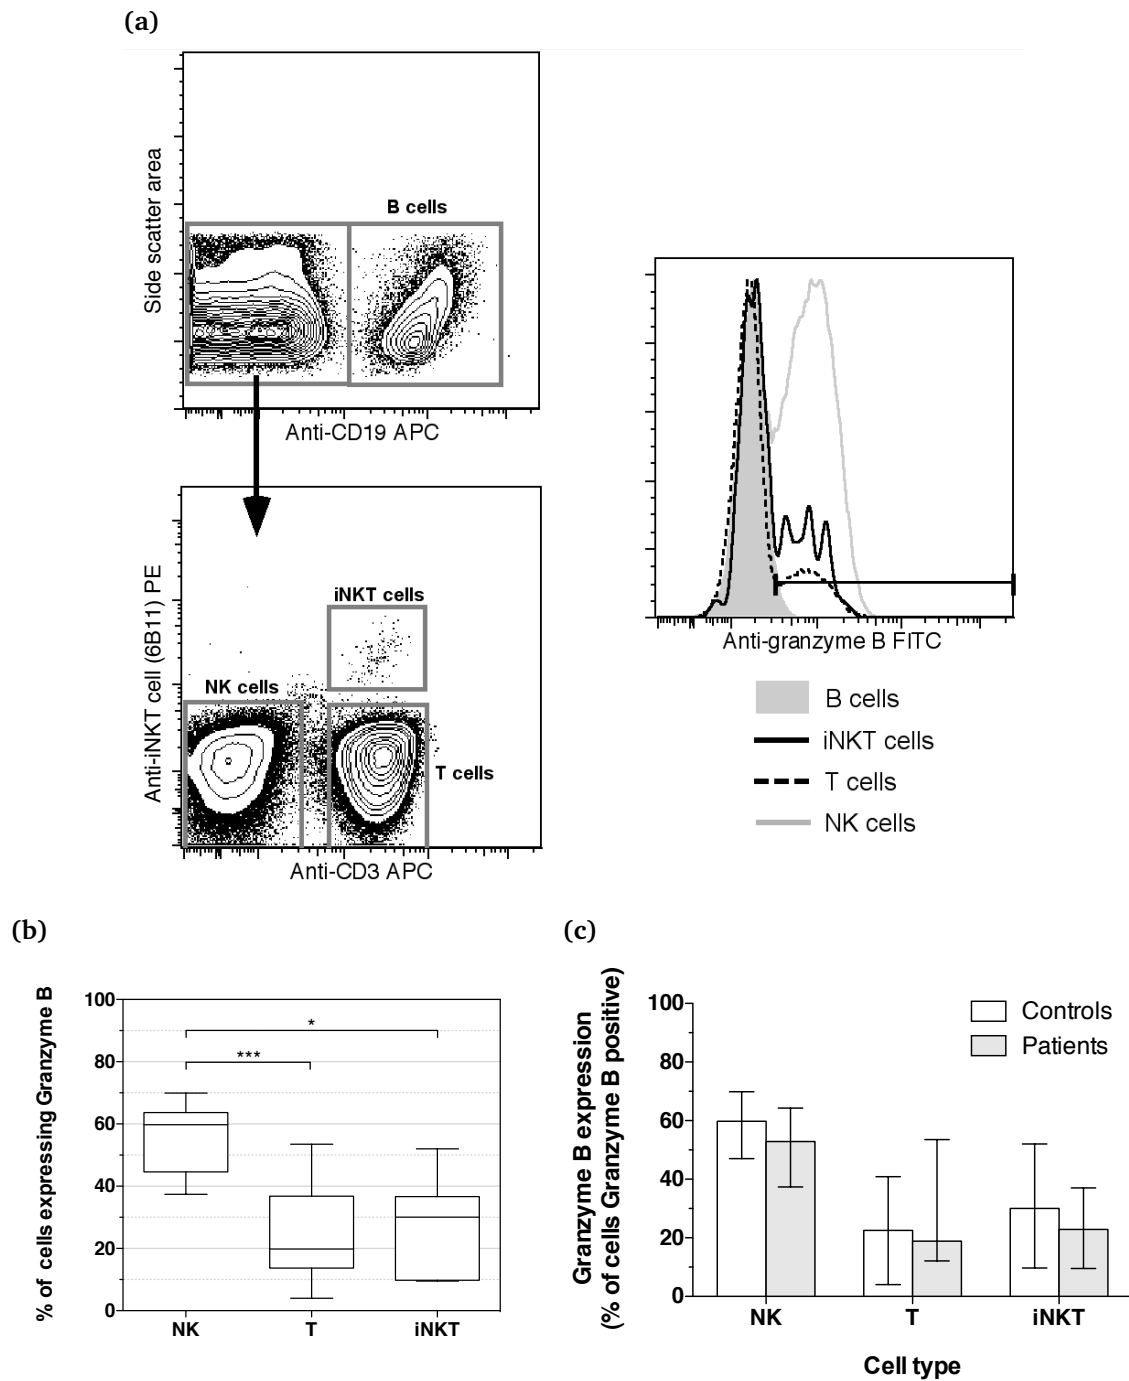 (a)
Side scatter area
B cells
Anti-CD19 APC
Anti-iNKT cell (6B11) PE
iNKT cells
NK cells
T cells
Anti-CD3 APC
Anti-granzyme B FITC
B cells
iNKT cells
T cells
NK cells
(b)
% of cells expressing Granzyme B
100
80
60
40
20
0
*
***
NK T iNKT
(c)
Granzyme B expression
(% of cells Granzyme B positive)
100
80
60
40
20
0
Controls
Patients
NK T iNKT
Cell type